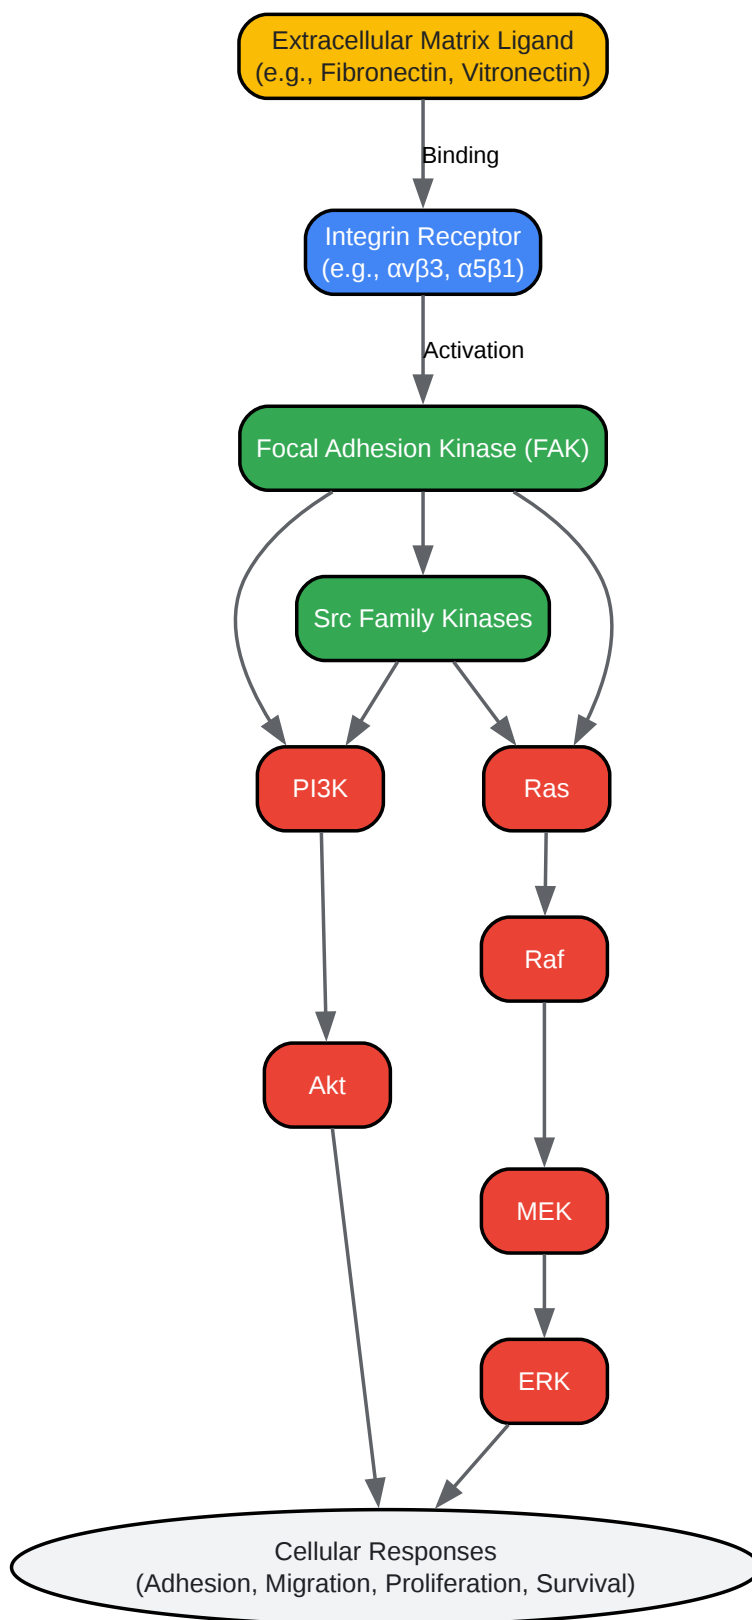 Extracellular Matrix Ligand
(e.g., Fibronectin, Vitronectin)
Binding
Integrin Receptor
(e.g., αvβ3, α5β1)
Activation
Focal Adhesion Kinase (FAK)
Src Family Kinases
PI3K
Ras
Raf
Akt
MEK
ERK
Cellular Responses
(Adhesion, Migration, Proliferation, Survival)